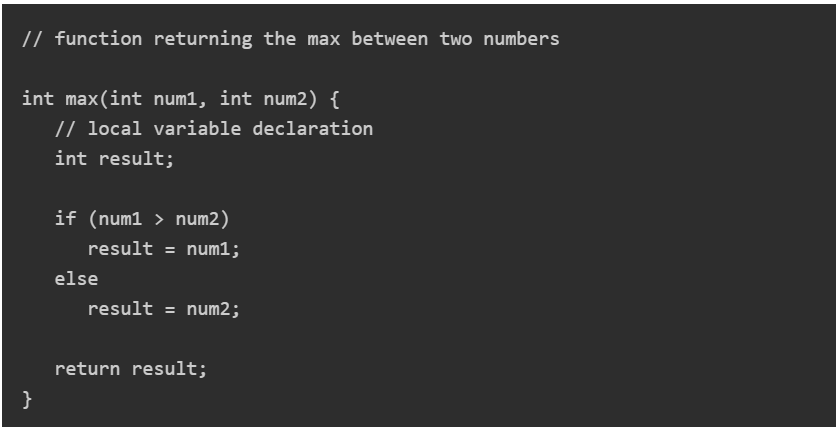 // function returning the max between two numbers
int max(int num1, int num2) {
// local variable declaration
int result;
if (num1 > num2)
result = num1;
else
result = num2;
return result;
}